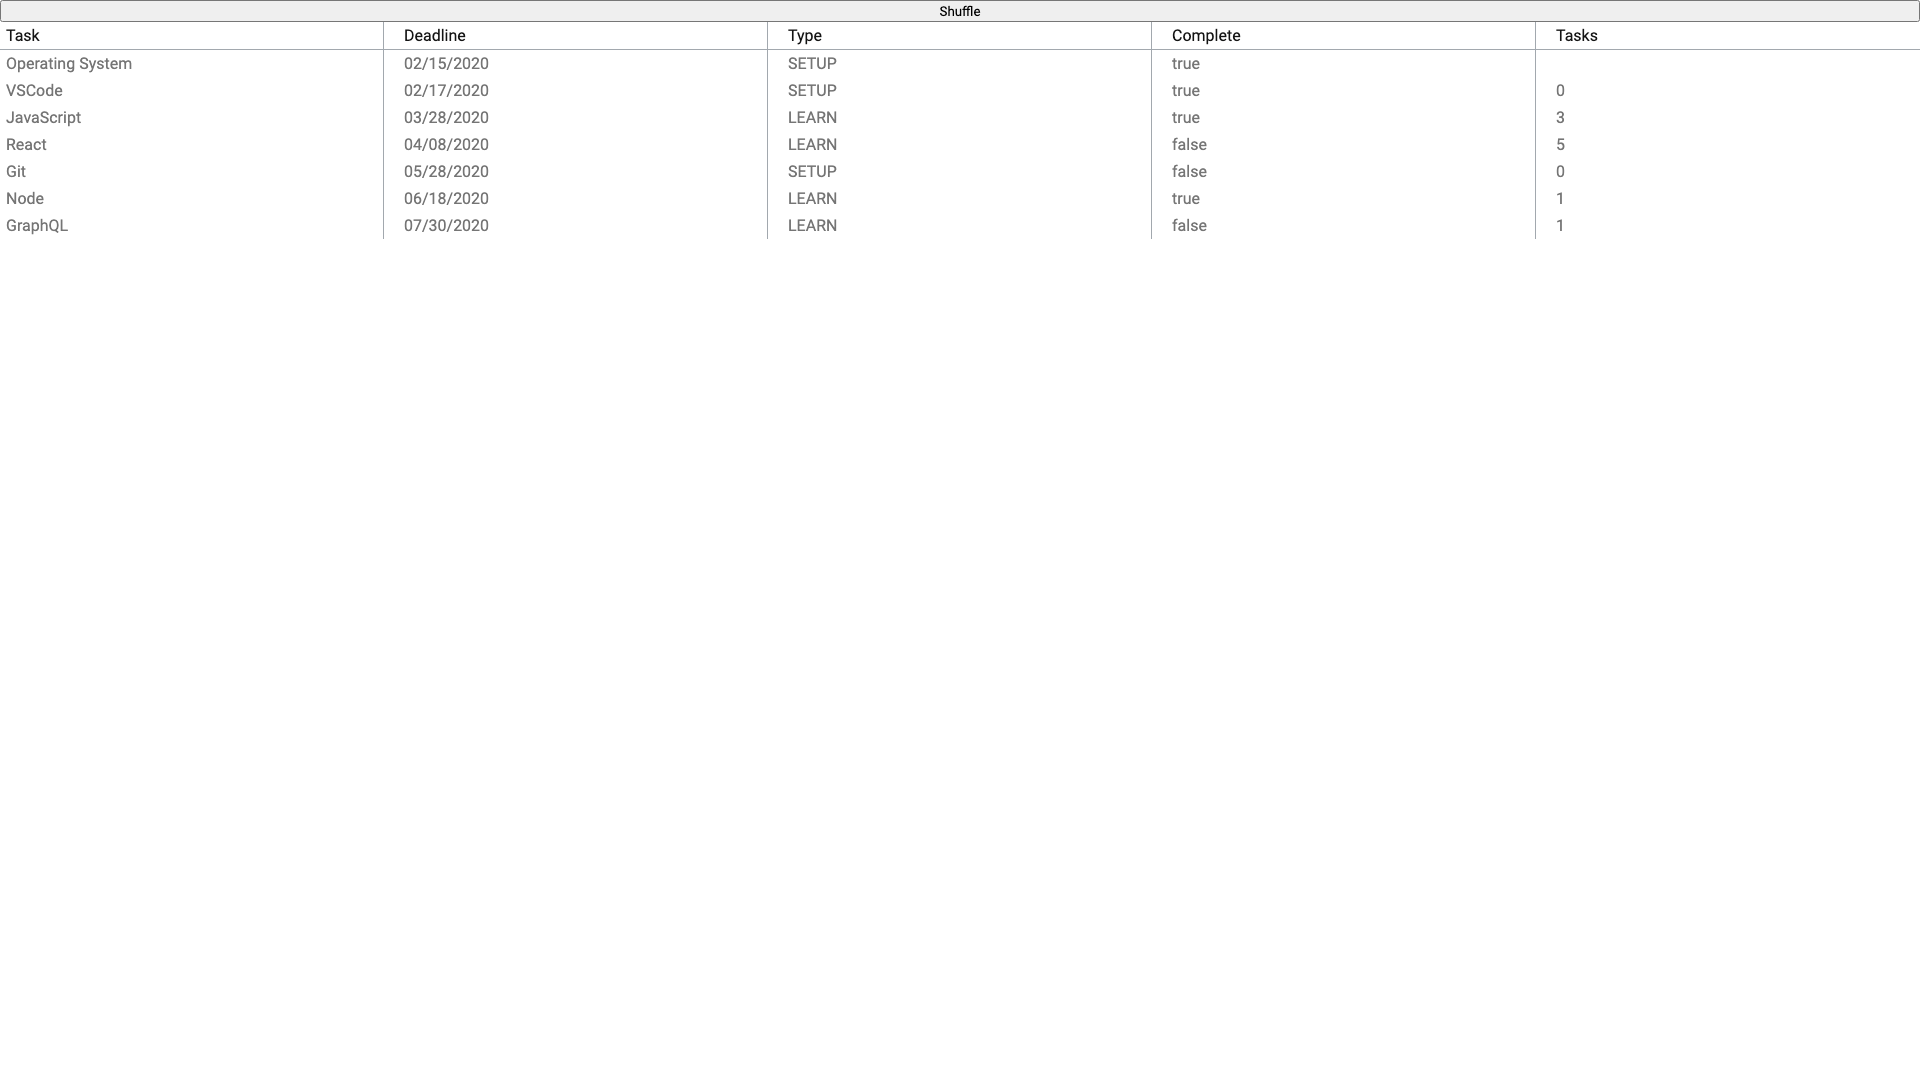 Shuffle
Task Deadline Type Complete Tasks
Operating System 02/15/2020 SETUP true
VSCode 02/17/2020 SETUP true 0
JavaScript 03/28/2020 LEARN true 3
React 04/08/2020 LEARN false 5
Git 05/28/2020 SETUP false 0
Node 06/18/2020 LEARN true 1
GraphQL 07/30/2020 LEARN false 1